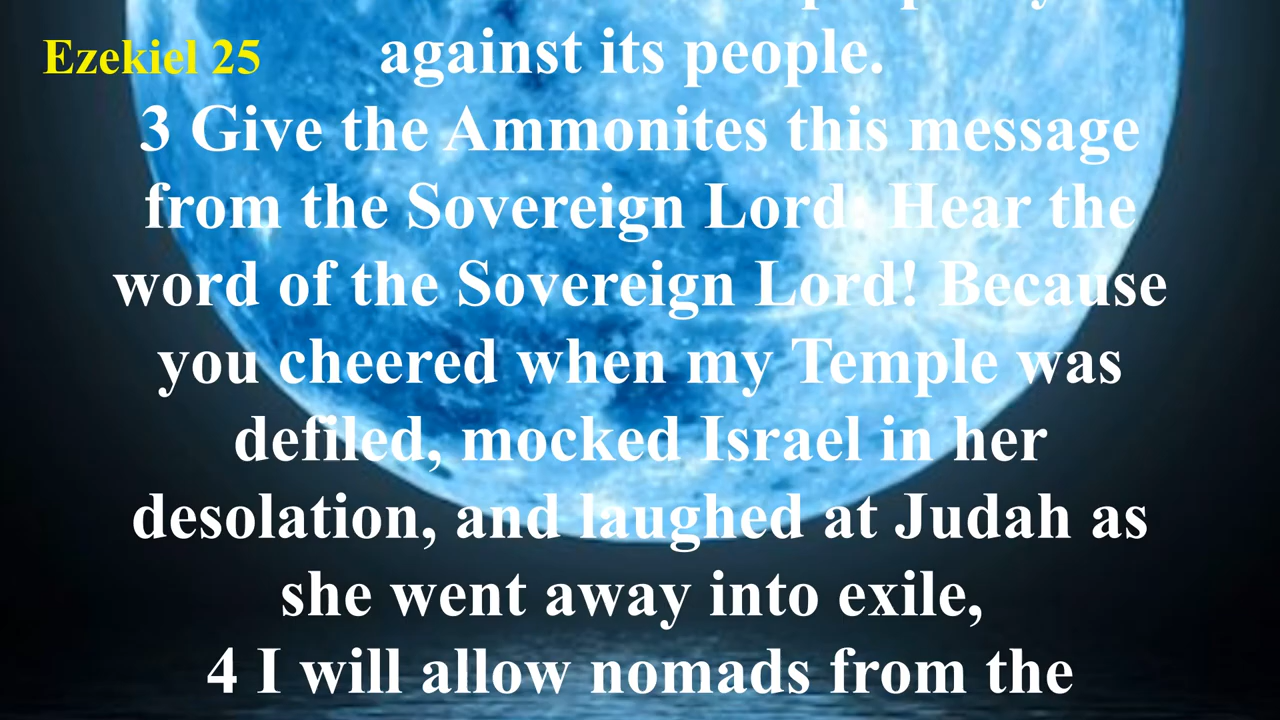 Ezekiel 25
against its people.
3 Give the Ammonites this message
from the Sovereign Lord: Hear the
word of the Sovereign Lord! Because
you cheered when my Temple was
defiled, mocked Israel in her
desolation, and laughed at Judah as
she went away into exile,
4 I will allow nomads from the